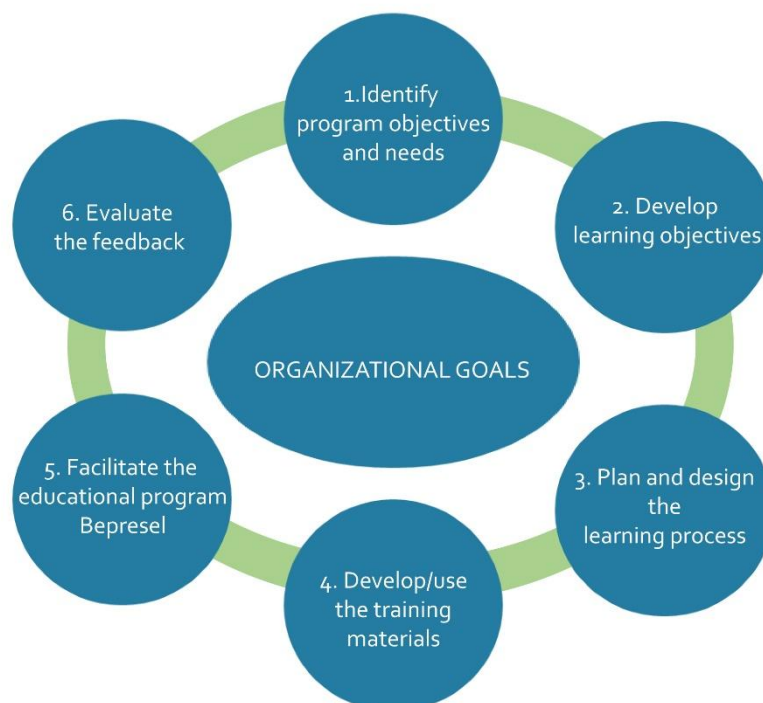 1.Identify
program objectives
and needs
2. Develop
learning objectives
3. Plan and design
the
learning process
4. Develop/use
the training
materials
5. Facilitate the
educational program
Bepresel
6. Evaluate
the feedback
ORGANIZATIONAL GOALS